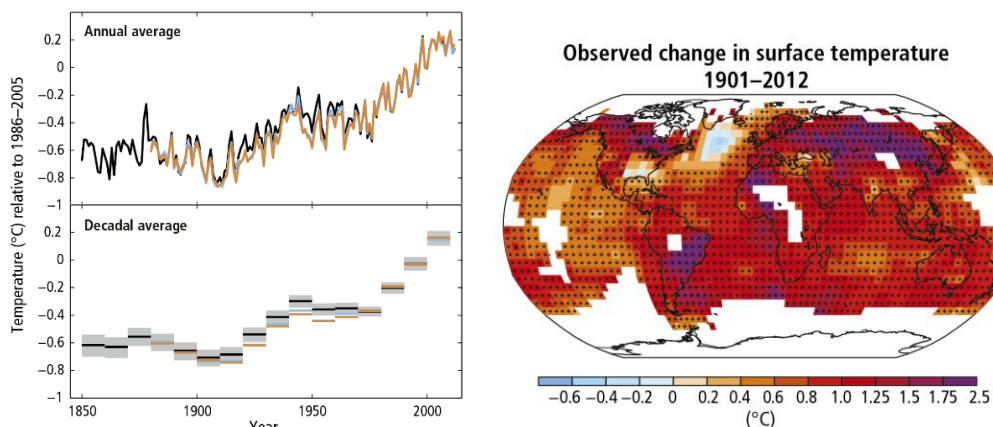 Annual average
0.2
0
−0.2
−0.4
−0.6
−0.8
−1
Temperature (°C) relative to 1986–2005
Decadal average
0.2
0
−0.2
−0.4
−0.6
−0.8
−1
1850 1900 1950 2000
Year
Observed change in surface temperature
1901–2012
−0.6 −0.4 −0.2 0 0.2 0.4 0.6 0.8 1.0 1.25 1.5 1.75 2.5
(°C)